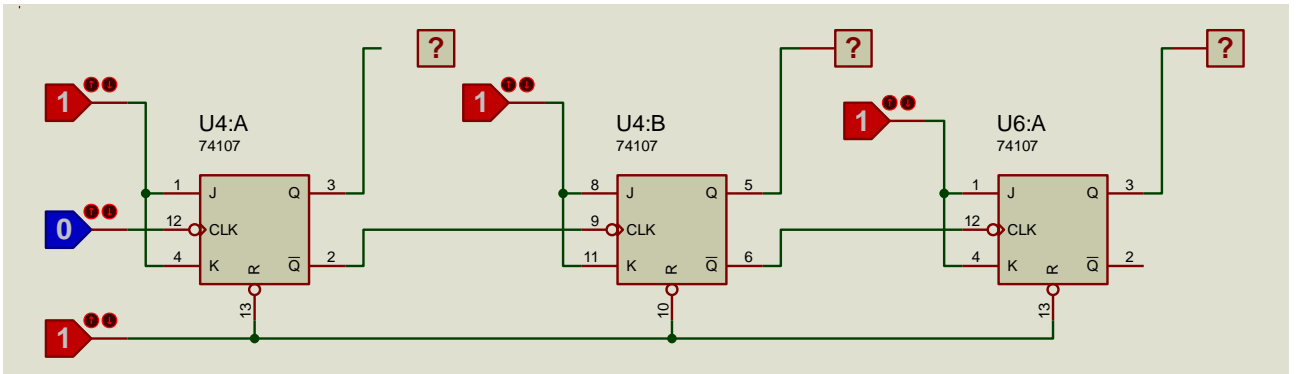 ? ? ?
1 1 1
U4:A U4:B U6:A
74107 74107 74107
1 J Q 3 8 J Q 5 1 J Q 3
0 12 CLK 9 CLK 12 CLK
4 K R Q 2 11 K R Q 6 4 K R Q 2
13 10 13
1